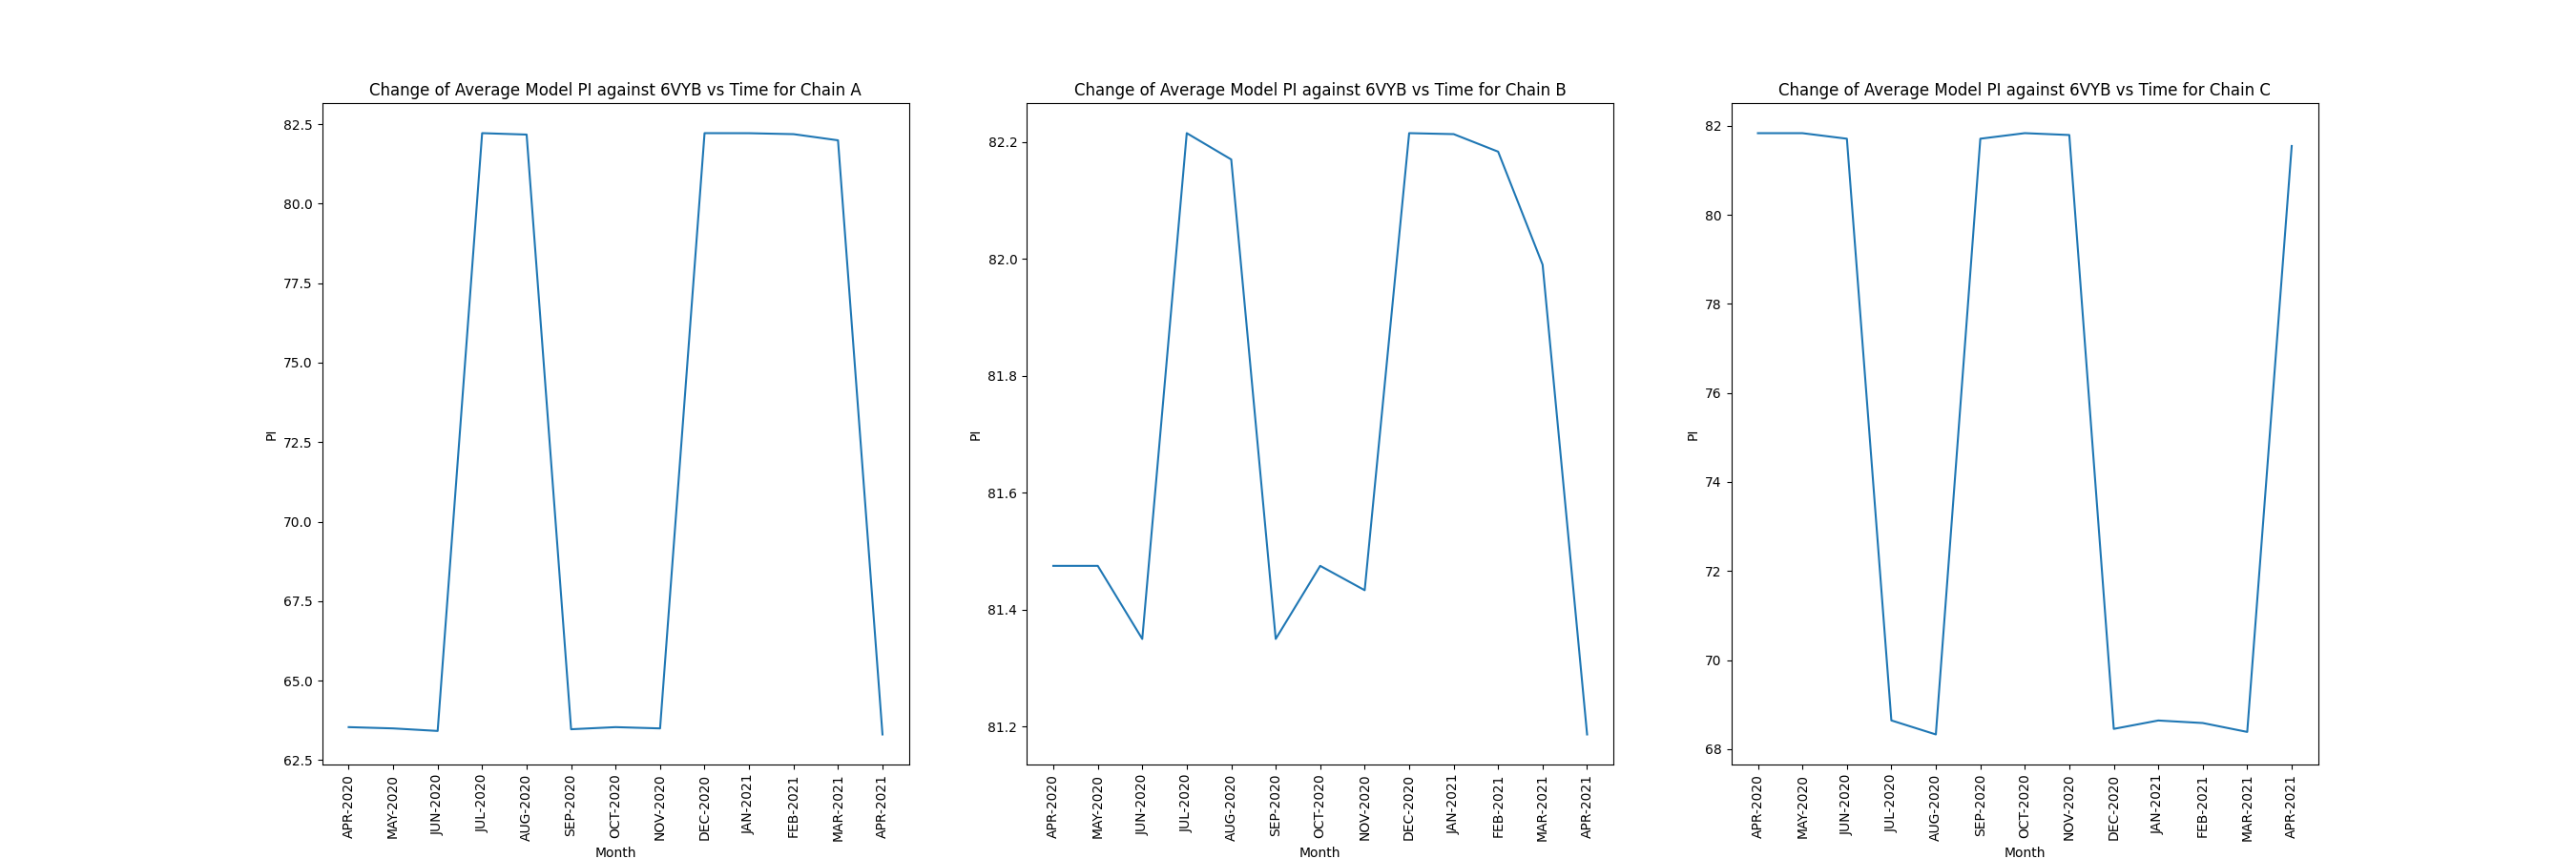 Change of Average Model PI against 6VYB vs Time for Chain A
82.5
80.0
77.5
75.0
72.5
70.0
67.5
65.0
62.5
PI
APR-2020
MAY-2020
JUN-2020
JUL-2020
AUG-2020
SEP-2020
OCT-2020
NOV-2020
DEC-2020
JAN-2021
FEB-2021
MAR-2021
APR-2021
Month
Change of Average Model PI against 6VYB vs Time for Chain B
82.2
82.0
81.8
81.6
81.4
81.2
PI
APR-2020
MAY-2020
JUN-2020
JUL-2020
AUG-2020
SEP-2020
OCT-2020
NOV-2020
DEC-2020
JAN-2021
FEB-2021
MAR-2021
APR-2021
Month
Change of Average Model PI against 6VYB vs Time for Chain C
82
80
78
76
74
72
70
68
PI
APR-2020
MAY-2020
JUN-2020
JUL-2020
AUG-2020
SEP-2020
OCT-2020
NOV-2020
DEC-2020
JAN-2021
FEB-2021
MAR-2021
APR-2021
Month